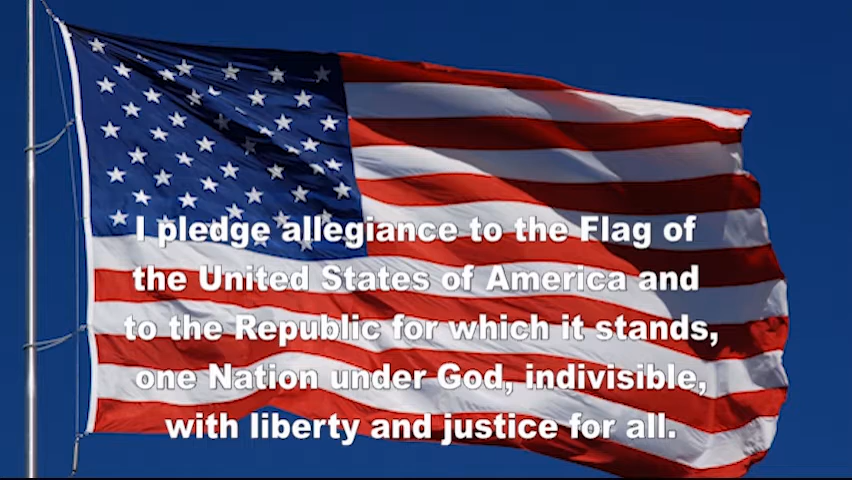 I pledge allegiance to the Flag of
the United States of America and
to the Republic for which it stands,
one Nation under God, indivisible,
with liberty and justice for all.